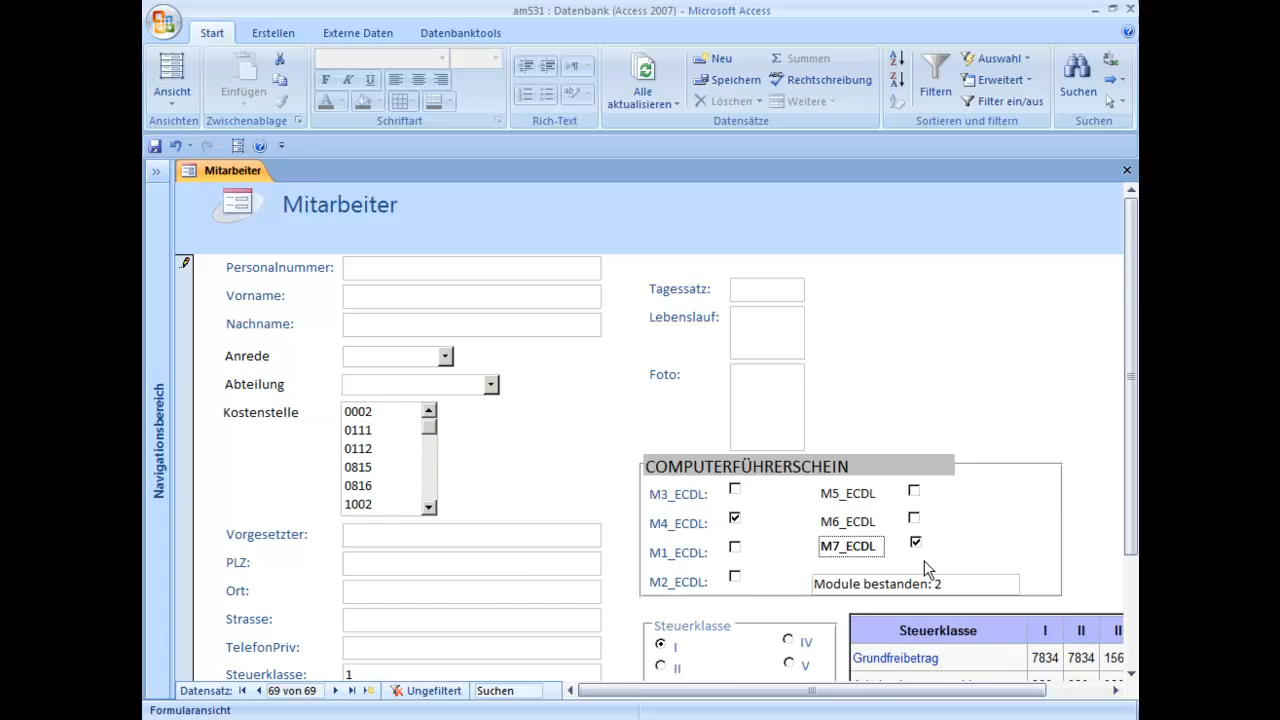 am531 : Datenbank (Access 2007) - Microsoft Access
Start Erstellen Externe Daten Datenbanktools
Ansicht Einfügen Alle aktualisieren Neu Speichern Löschen Summen Rechtschreibung Weitere Filtern Auswahl Erweitert Filter ein/aus Suchen
F K U
Ansichten Zwischenablage Schriftart Rich-Text Datensätze Sortieren und filtern Suchen
Mitarbeiter
Navigationsbereich
Mitarbeiter
Personalnummer:
Vorname:
Nachname:
Anrede
Abteilung
Kostenstelle
0002
0111
0112
0815
0816
1002
Vorgesetzter:
PLZ:
Ort:
Strasse:
TelefonPriv:
Steuerklasse: 1
Tagessatz:
Lebenslauf:
Foto:
COMPUTERFÜHRERSCHEIN
M3_ECDL: M5_ECDL
M4_ECDL: M6_ECDL
M1_ECDL: M7_ECDL
M2_ECDL: Module bestanden: 2
Steuerklasse
I IV
II V
Steuerklasse I II
Grundfreibetrag 7834 7834
Datensatz: 69 von 69 Ungefiltert Suchen
Formularansicht